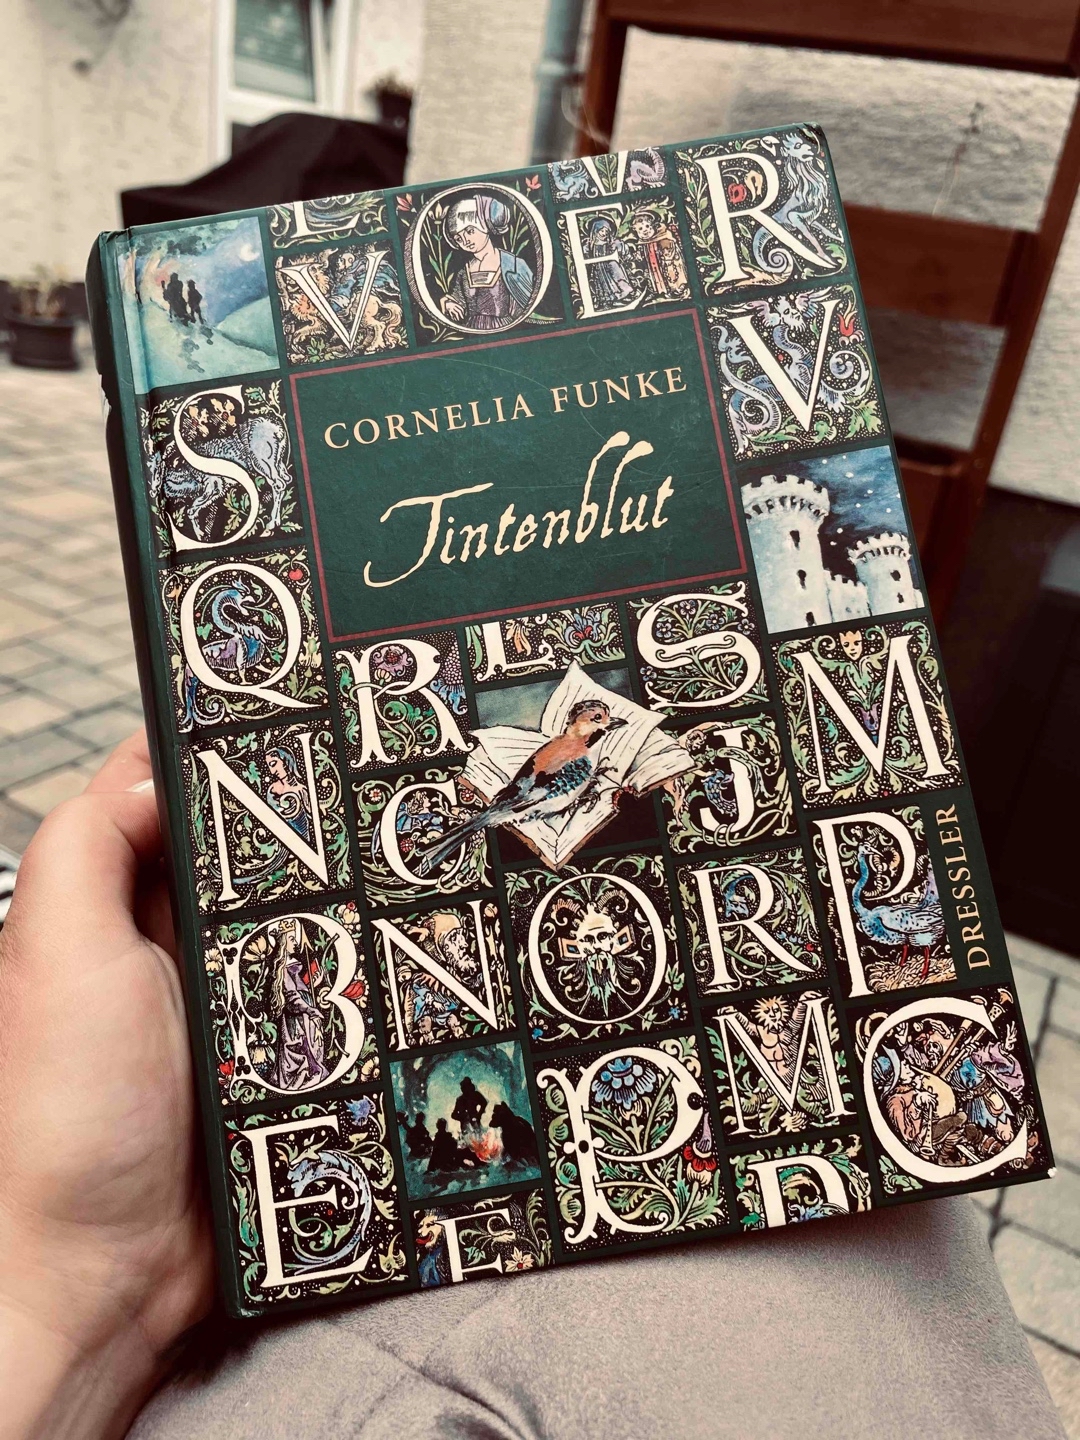 L V
V O E R
V
CORNELIA FUNKE
S
Tintenblut
Q R L S M
N C J
DRESSLER
B N O R P
M C
E P
E